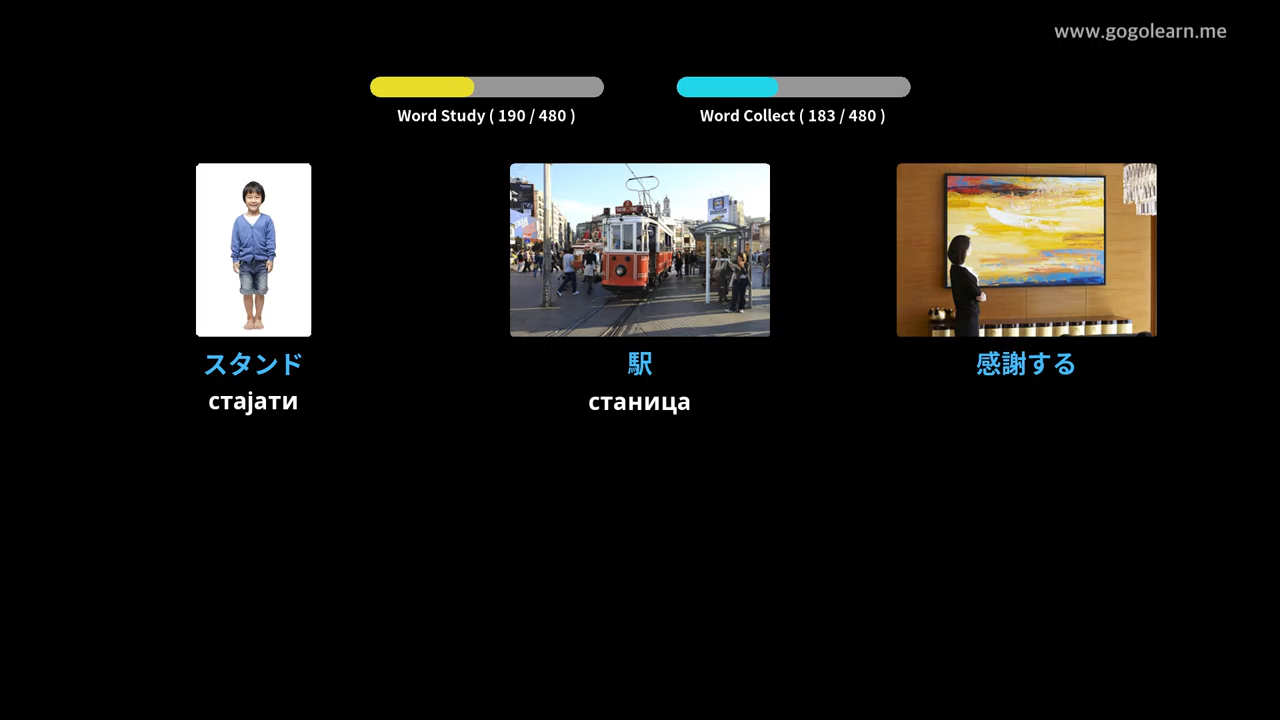 www.gogolearn.me
Word Study ( 190 / 480 )
Word Collect ( 183 / 480 )
スタンド
駅
感謝する
стајати
станица